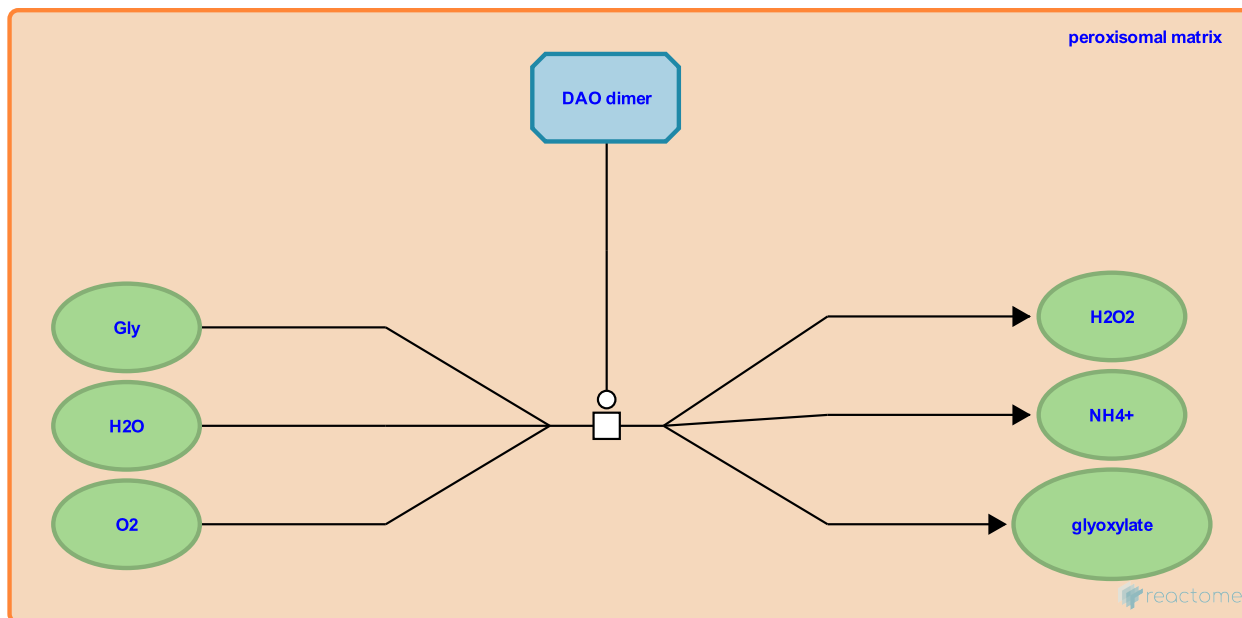 peroxisomal matrix
DAO dimer
Gly
H2O
O2
H2O2
NH4+
glyoxylate
reactome